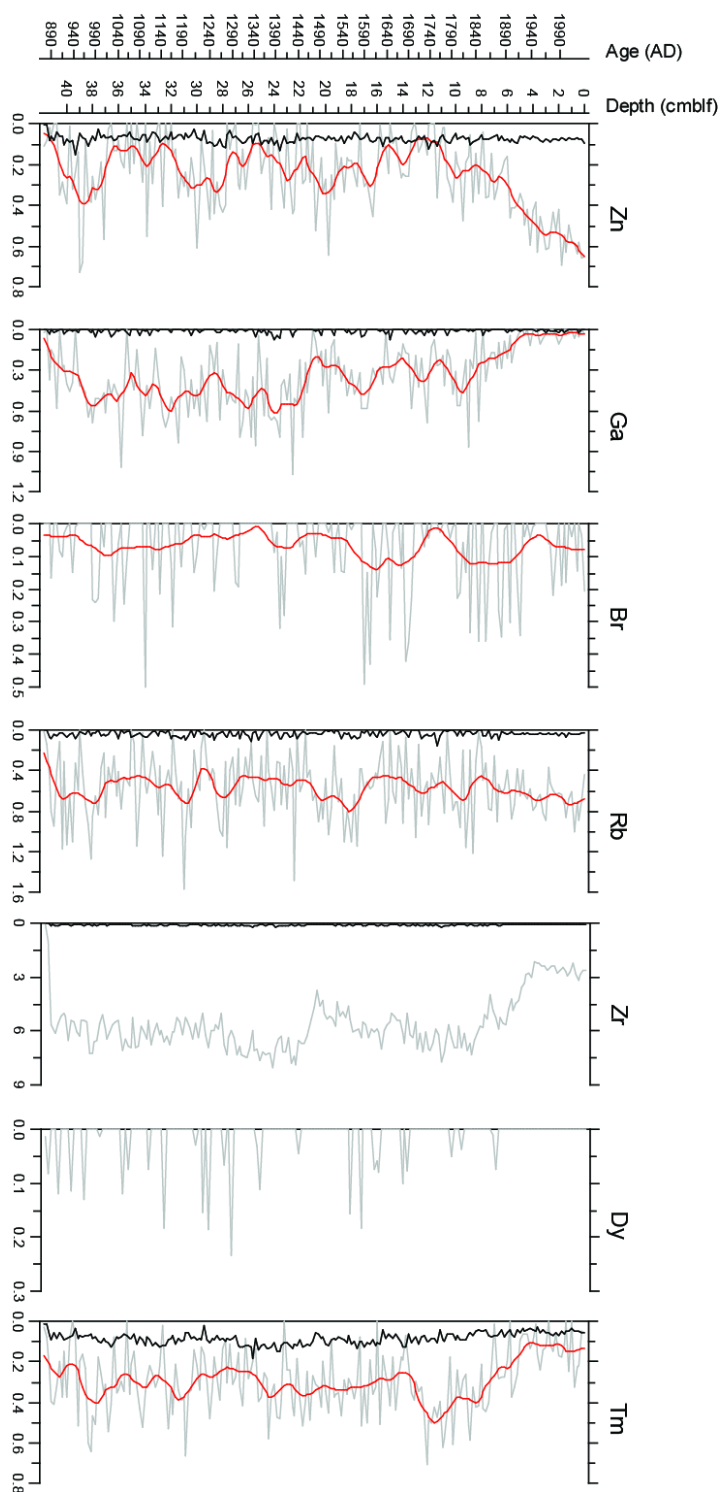 Age (AD)
890 940 990 1040 1090 1140 1190 1240 1290 1340 1390 1440 1490 1540 1590 1640 1690 1740 1790 1840 1890 1940 1990
Depth (cmblf)
40 38 36 34 32 30 28 26 24 22 20 18 16 14 12 10 8 6 4 2 0
Zn
0.0 0.2 0.4 0.6 0.8
Ga
0.0 0.3 0.6 0.9 1.2
Br
0.0 0.1 0.2 0.3 0.4 0.5
Rb
0.0 0.4 0.8 1.2 1.6
Zr
0 3 6 9
Dy
0.0 0.1 0.2 0.3
Tm
0.0 0.2 0.4 0.6 0.8